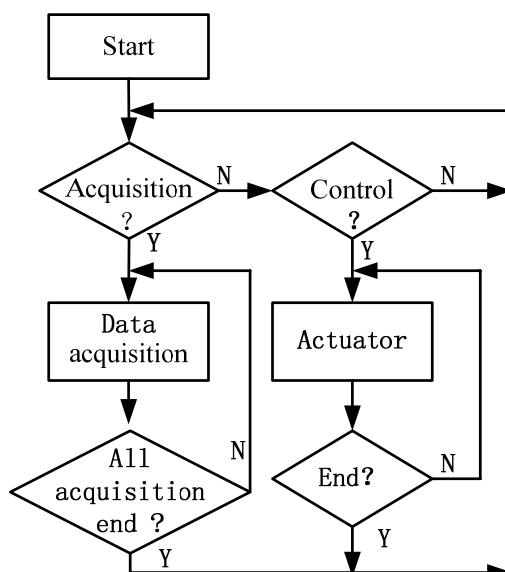 Start
Acquisition
?
N
Control
?
N
Y
Y
Data
acquisition
Actuator
All
acquisition
end ?
N
End?
N
Y
Y